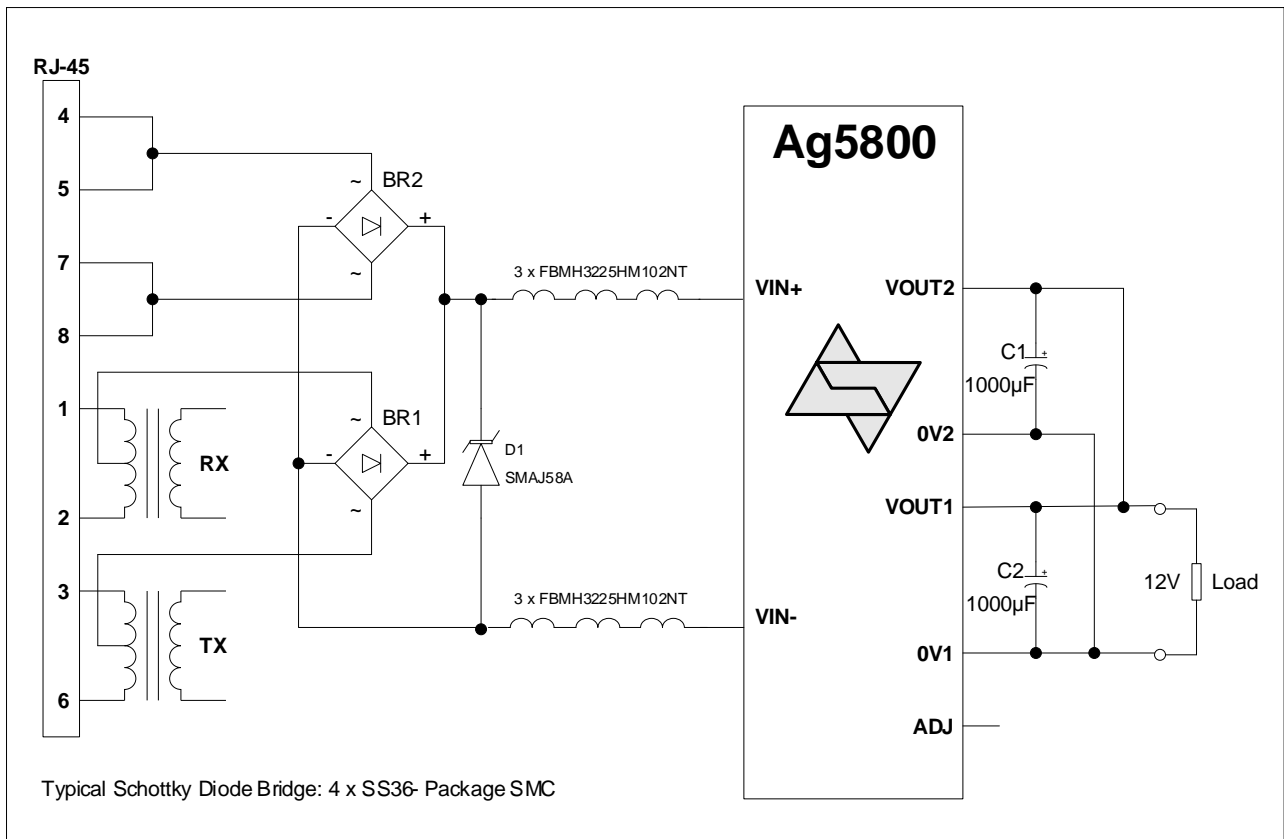 RJ-45
4
5
7
8
1
2
3
6
RX
TX
~ BR2
- +
~
~ BR1
- +
~
D1
SMAJ58A
3 x FBMH3225HM102NT
3 x FBMH3225HM102NT
Ag5800
VIN+
VIN-
VOUT2
0V2
VOUT1
0V1
ADJ
C1 +
1000µF
C2 +
1000µF
12V Load
Typical Schottky Diode Bridge: 4 x SS36- Package SMC